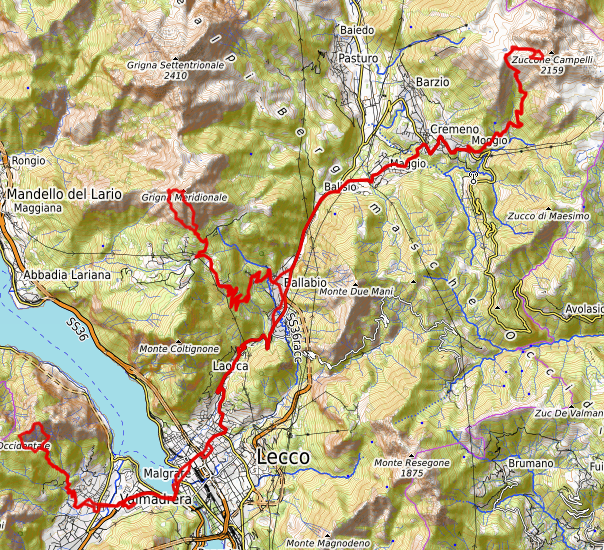 Baiedo
Grigna Settentrionale
2410
Pasturo
Zuccone Campelli
2159
Barzio
Cremeno
Moggio
Rongio
Maggio
Mandello del Lario
Maggiana
Grigna Meridionale
Balisio
Zucco di Maesimo
Abbadia Lariana
Ballabio
Monte Due Mani
SS36
SS36racc
Monte Coltignone
Laorca
Occidentale
Zuc De Valman
Lecco
Malgrate
Valmadrera
Monte Resegone
1875
Brumano
Monte Magnodeno